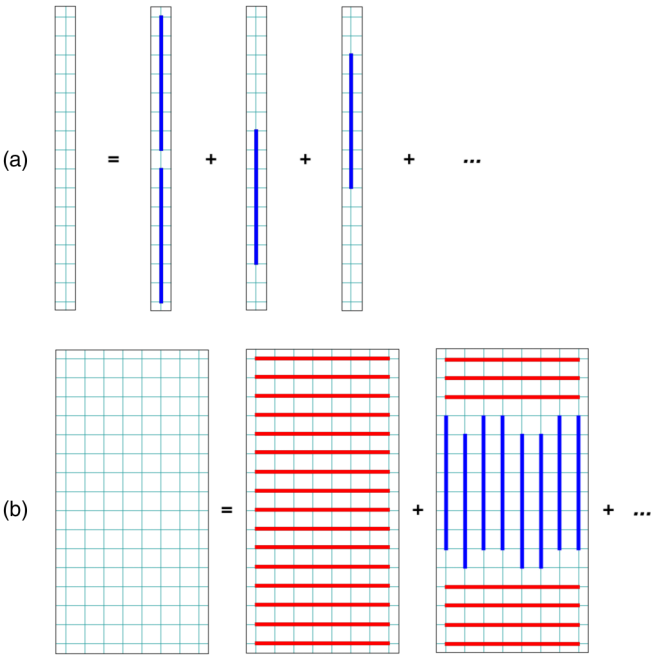 (a) = + + + ...
(b) = + + ...